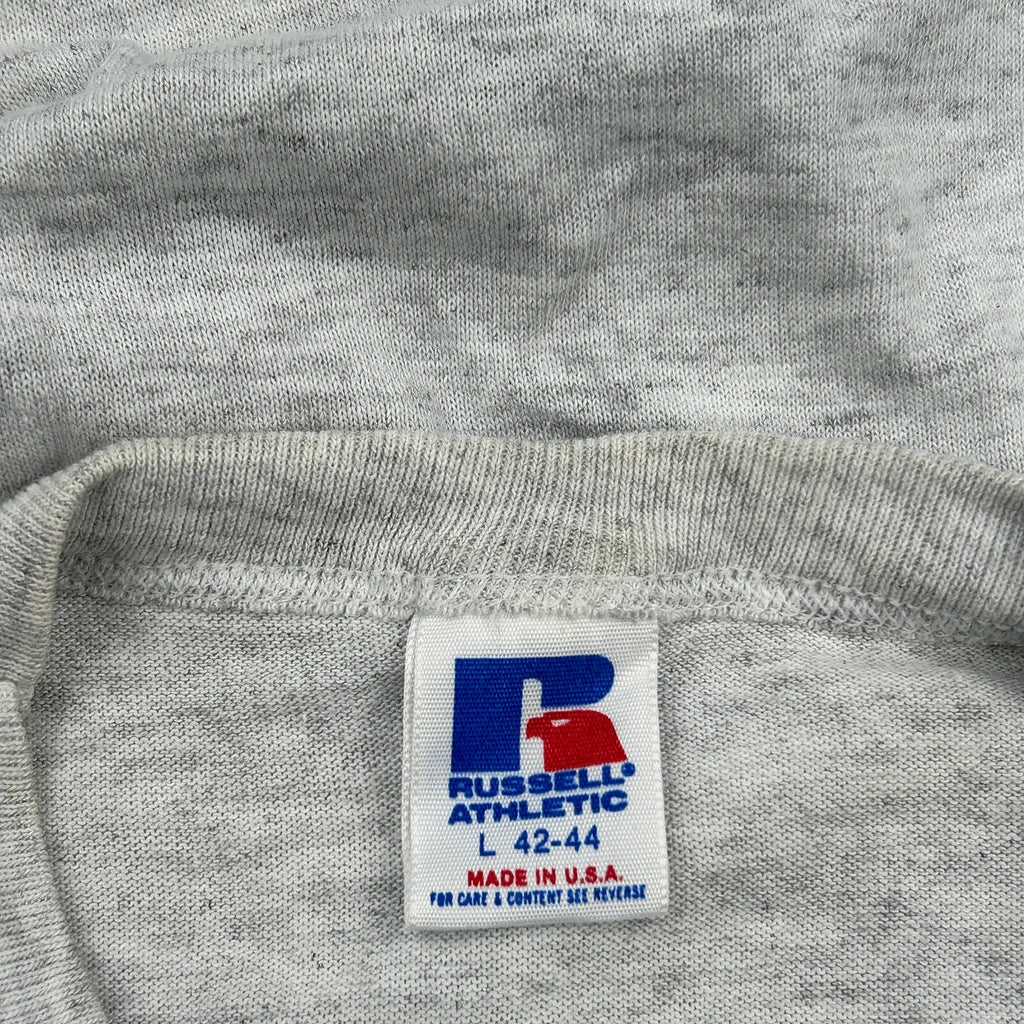 R
RUSSELL®
ATHLETIC
L 42-44
MADE IN U.S.A.
FOR CARE & CONTENT SEE REVERSE